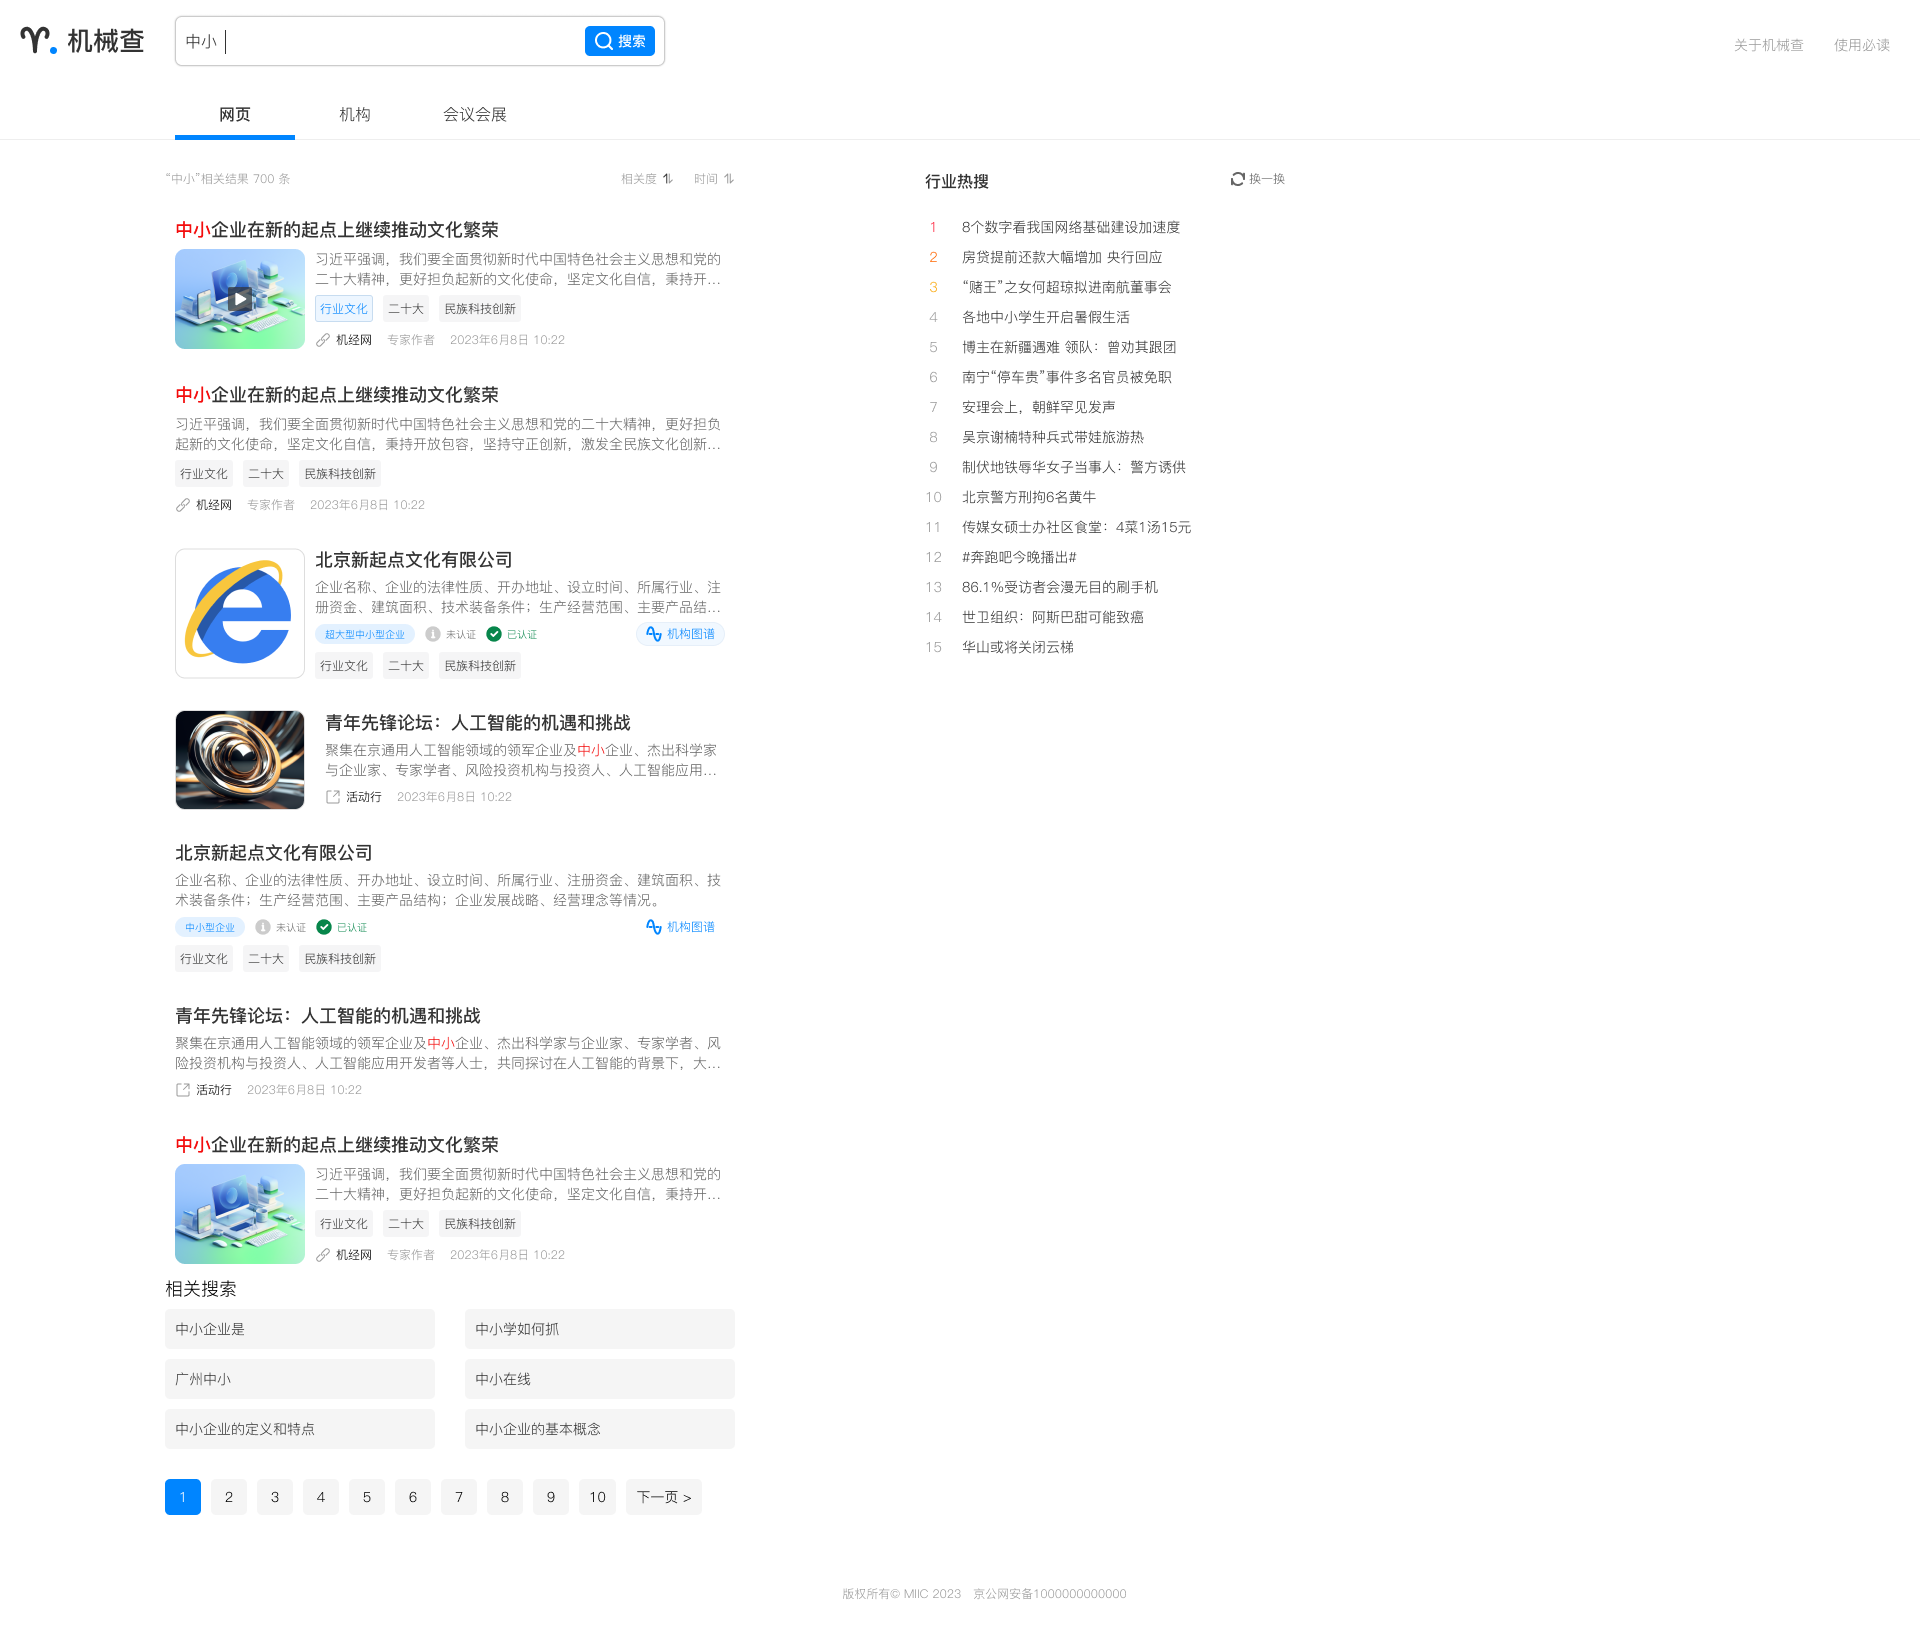 机械查
中小
搜索
关于机械查
使用必读
网页
机构
会议会展
“中小”相关结果 700 条
相关度
时间
中小企业在新的起点上继续推动文化繁荣
习近平强调，我们要全面贯彻新时代中国特色社会主义思想和党的
二十大精神，更好担负起新的文化使命，坚定文化自信，秉持开...
行业文化
二十大
民族科技创新
机经网 专家作者 2023年6月8日 10:22
中小企业在新的起点上继续推动文化繁荣
习近平强调，我们要全面贯彻新时代中国特色社会主义思想和党的二十大精神，更好担负
起新的文化使命，坚定文化自信，秉持开放包容，坚持守正创新，激发全民族文化创新...
行业文化
二十大
民族科技创新
机经网 专家作者 2023年6月8日 10:22
北京新起点文化有限公司
企业名称、企业的法律性质、开办地址、设立时间、所属行业、注
册资金、建筑面积、技术装备条件；生产经营范围、主要产品结...
超大型中小型企业
未认证
已认证
机构图谱
行业文化
二十大
民族科技创新
青年先锋论坛：人工智能的机遇和挑战
聚集在京通用人工智能领域的领军企业及中小企业、杰出科学家
与企业家、专家学者、风险投资机构与投资人、人工智能应用...
活动行 2023年6月8日 10:22
北京新起点文化有限公司
企业名称、企业的法律性质、开办地址、设立时间、所属行业、注册资金、建筑面积、技
术装备条件；生产经营范围、主要产品结构；企业发展战略、经营理念等情况。
中小型企业
未认证
已认证
机构图谱
行业文化
二十大
民族科技创新
青年先锋论坛：人工智能的机遇和挑战
聚集在京通用人工智能领域的领军企业及中小企业、杰出科学家与企业家、专家学者、风
险投资机构与投资人、人工智能应用开发者等人士，共同探讨在人工智能的背景下，大...
活动行 2023年6月8日 10:22
中小企业在新的起点上继续推动文化繁荣
习近平强调，我们要全面贯彻新时代中国特色社会主义思想和党的
二十大精神，更好担负起新的文化使命，坚定文化自信，秉持开...
行业文化
二十大
民族科技创新
机经网 专家作者 2023年6月8日 10:22
相关搜索
中小企业是
中小学如何抓
广州中小
中小在线
中小企业的定义和特点
中小企业的基本概念
1 2 3 4 5 6 7 8 9 10 下一页 >
行业热搜
换一换
1 8个数字看我国网络基础建设加速度
2 房贷提前还款大幅增加 央行回应
3 “赌王”之女何超琼拟进南航董事会
4 各地中小学生开启暑假生活
5 博主在新疆遇难 领队：曾劝其跟团
6 南宁“停车贵”事件多名官员被免职
7 安理会上，朝鲜罕见发声
8 吴京谢楠特种兵式带娃旅游热
9 制伏地铁辱华女子当事人：警方诱供
10 北京警方刑拘6名黄牛
11 传媒女硕士办社区食堂：4菜1汤15元
12 #奔跑吧今晚播出#
13 86.1%受访者会漫无目的刷手机
14 世卫组织：阿斯巴甜可能致癌
15 华山或将关闭云梯
版权所有© MIIC 2023 京公网安备1000000000000